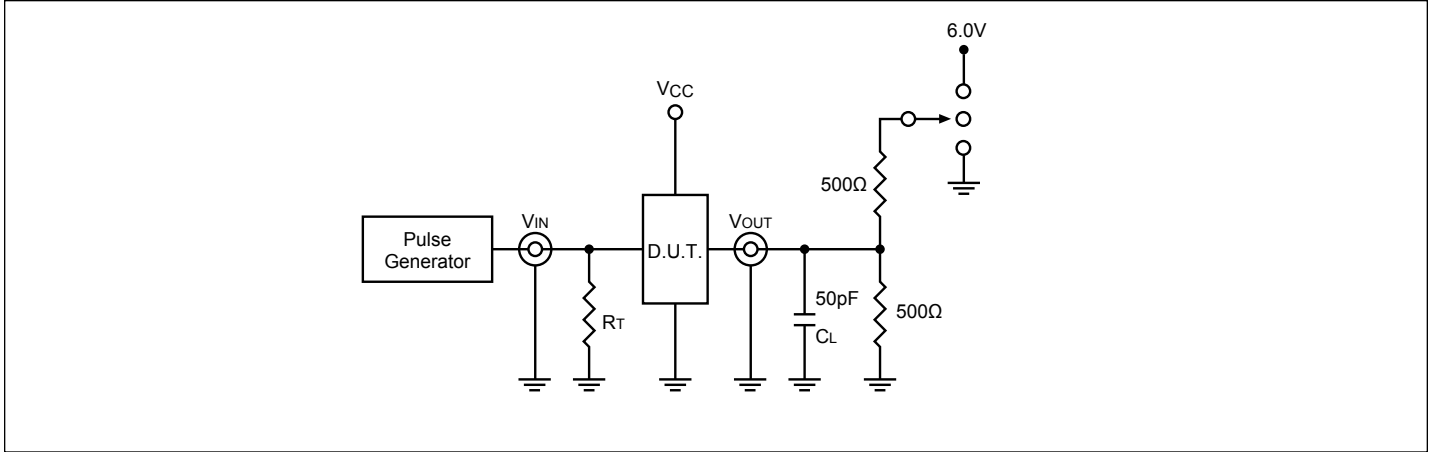 6.0V
VCC
500Ω
VIN
VOUT
Pulse
Generator
D.U.T.
50pF
500Ω
RT
CL